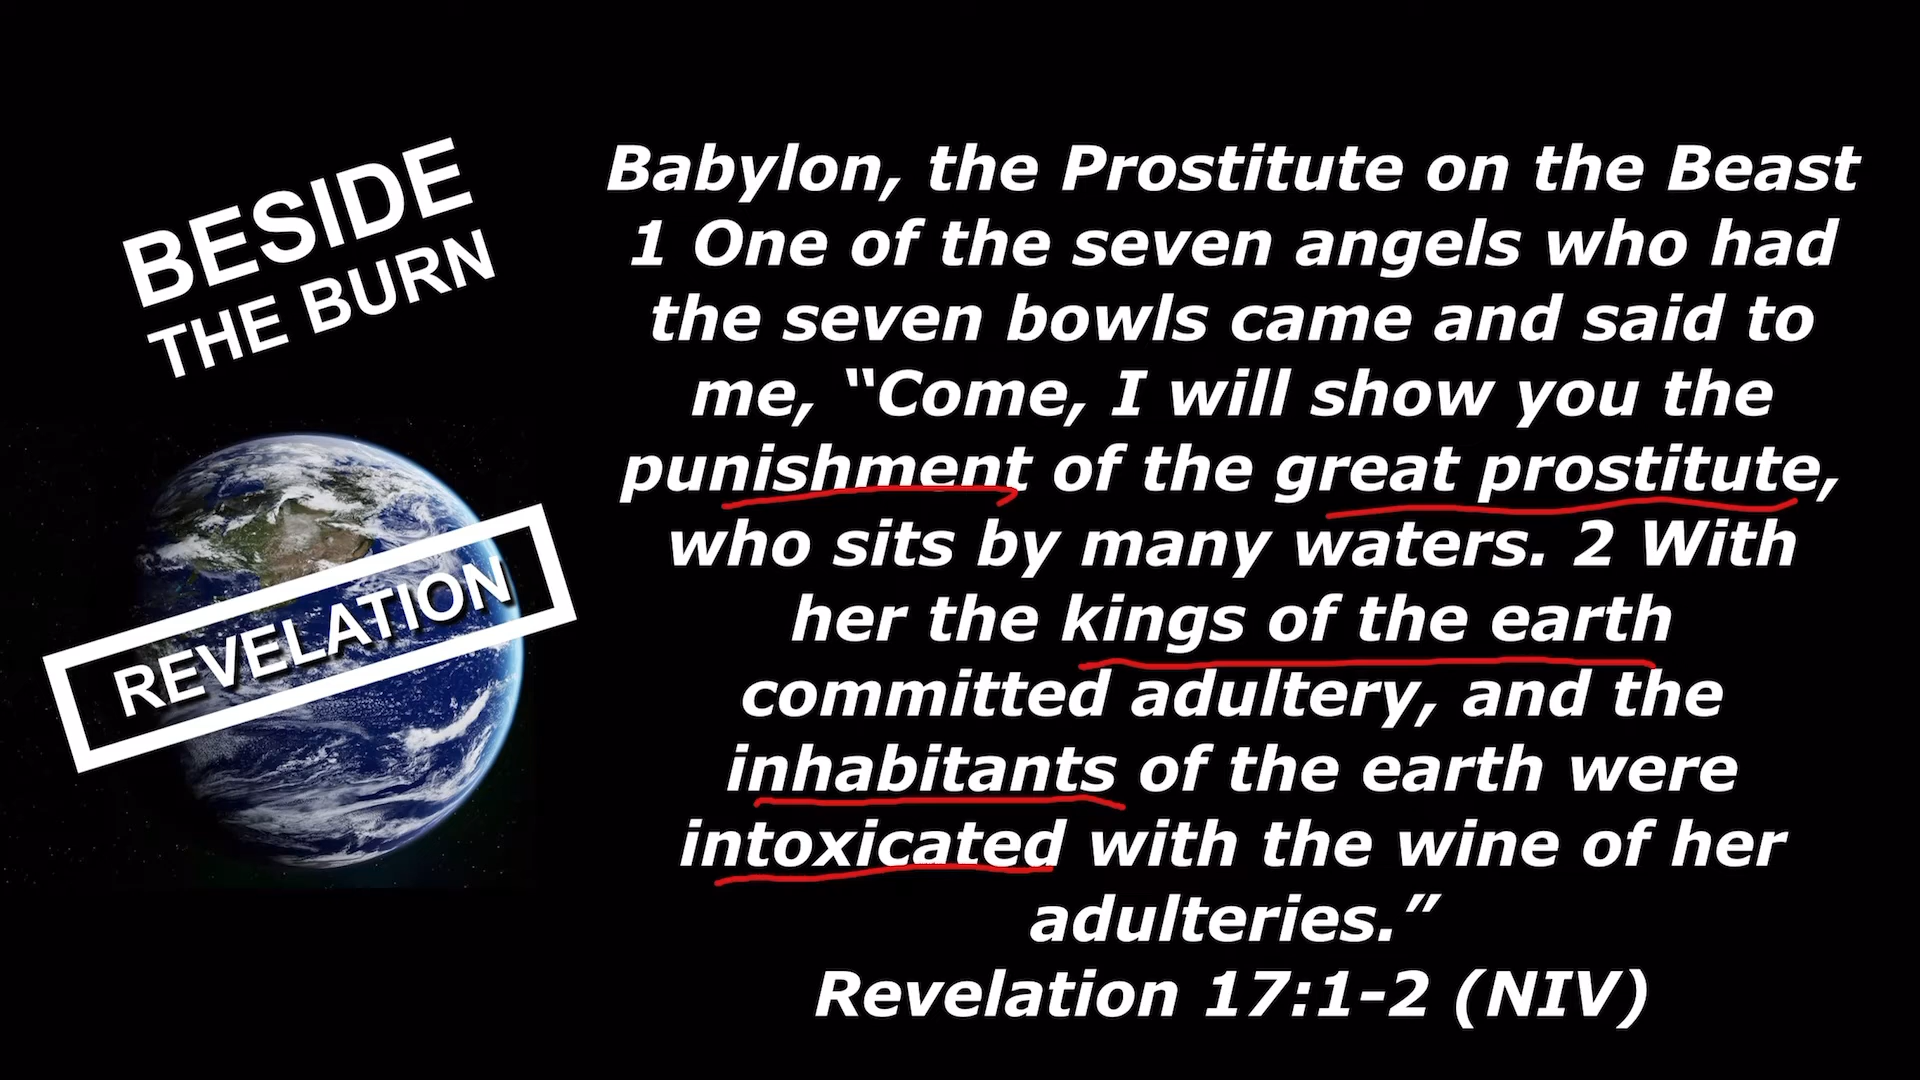 BESIDE
THE BURN
REVELATION
Babylon, the Prostitute on the Beast
1 One of the seven angels who had
the seven bowls came and said to
me, “Come, I will show you the
punishment of the great prostitute,
who sits by many waters. 2 With
her the kings of the earth
committed adultery, and the
inhabitants of the earth were
intoxicated with the wine of her
adulteries.”
Revelation 17:1-2 (NIV)